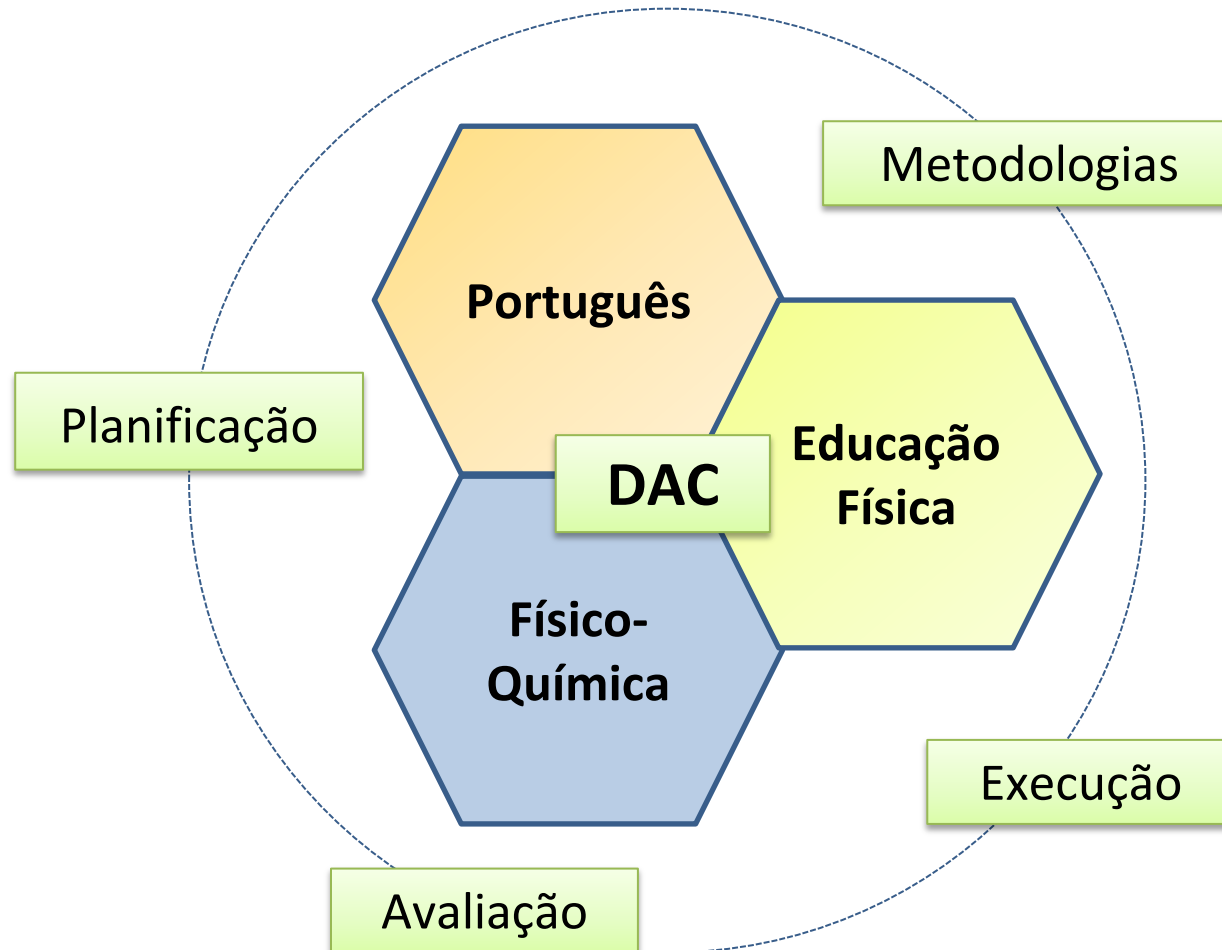 Metodologias
Português
Planificação
Educação
Física
DAC
Físico-
Química
Execução
Avaliação